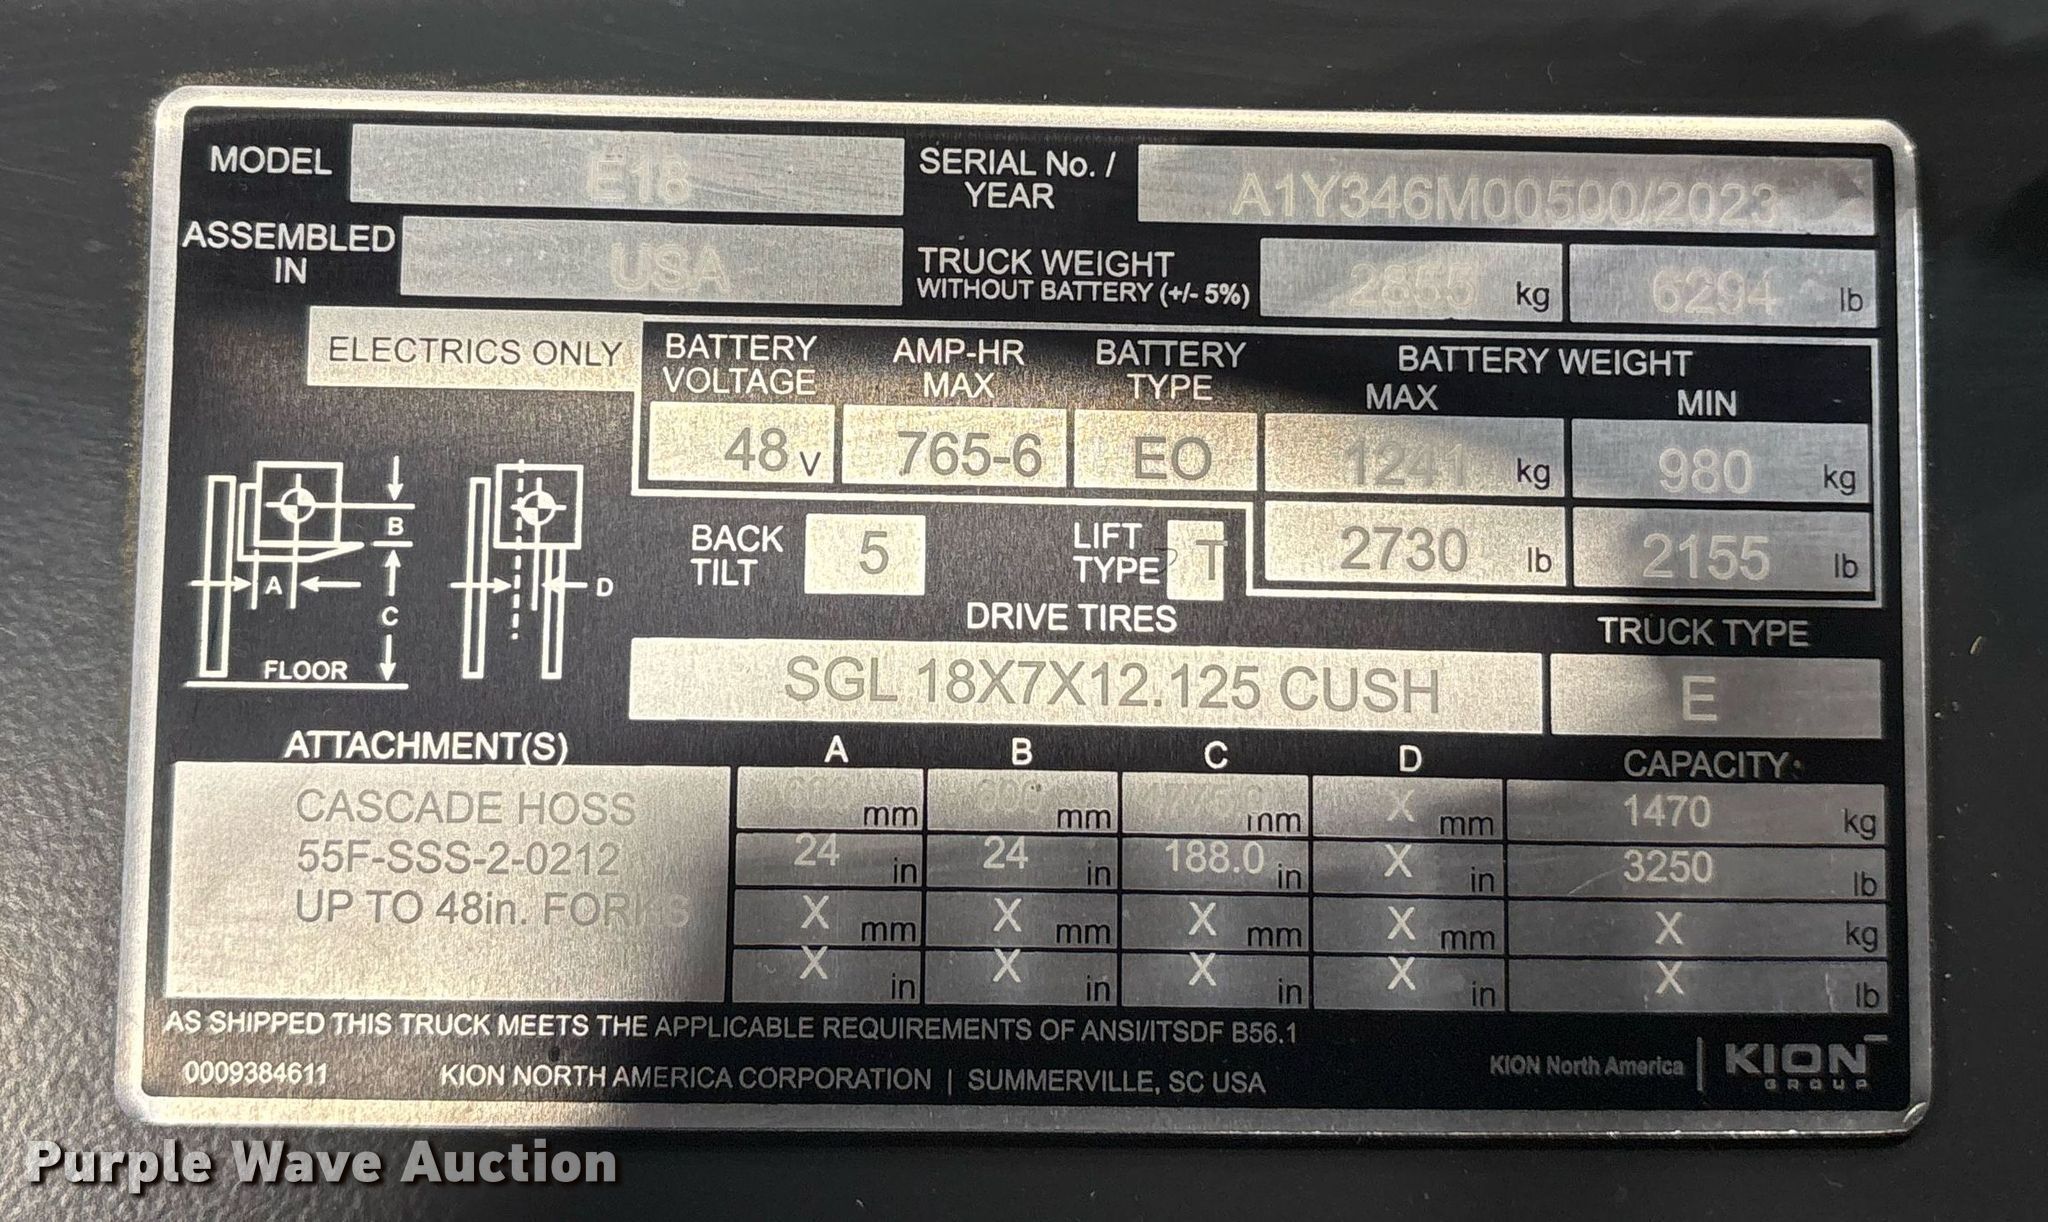 MODEL E18
SERIAL No. / YEAR A1Y346M00500/2023
ASSEMBLED IN USA
TRUCK WEIGHT WITHOUT BATTERY (+/- 5%) 2855 kg 6294 lb
ELECTRICS ONLY
BATTERY VOLTAGE AMP-HR MAX BATTERY TYPE BATTERY WEIGHT
MAX MIN
48 V 765-6 EO 1241 kg 980 kg
2730 lb 2155 lb
BACK TILT 5 LIFT TYPE T
B
A D
C
FLOOR
DRIVE TIRES TRUCK TYPE
SGL 18X7X12.125 CUSH E
ATTACHMENT(S) A B C D CAPACITY
CASCADE HOSS
55F-SSS-2-0212
UP TO 48in. FORKS
mm mm mm X mm 1470 kg
24 in 24 in 188.0 in X in 3250 lb
X mm X mm X mm X mm X kg
X in X in X in X in X lb
AS SHIPPED THIS TRUCK MEETS THE APPLICABLE REQUIREMENTS OF ANSI/ITSDF B56.1
0009384611 KION NORTH AMERICA CORPORATION | SUMMERVILLE, SC USA
KION North America | KION GROUP
Purple Wave Auction